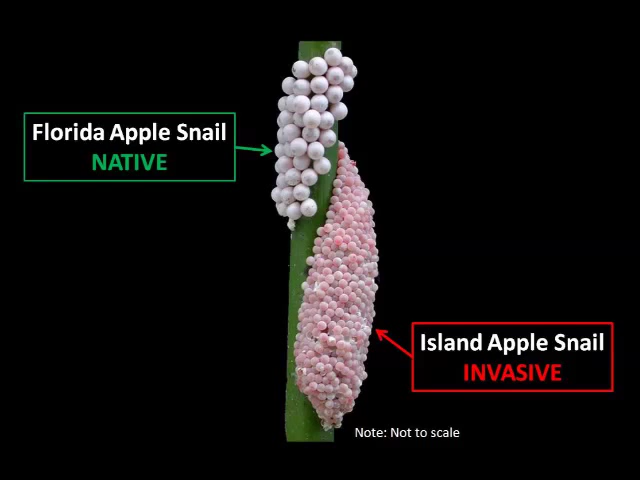 Florida Apple Snail
NATIVE
Island Apple Snail
INVASIVE
Note: Not to scale